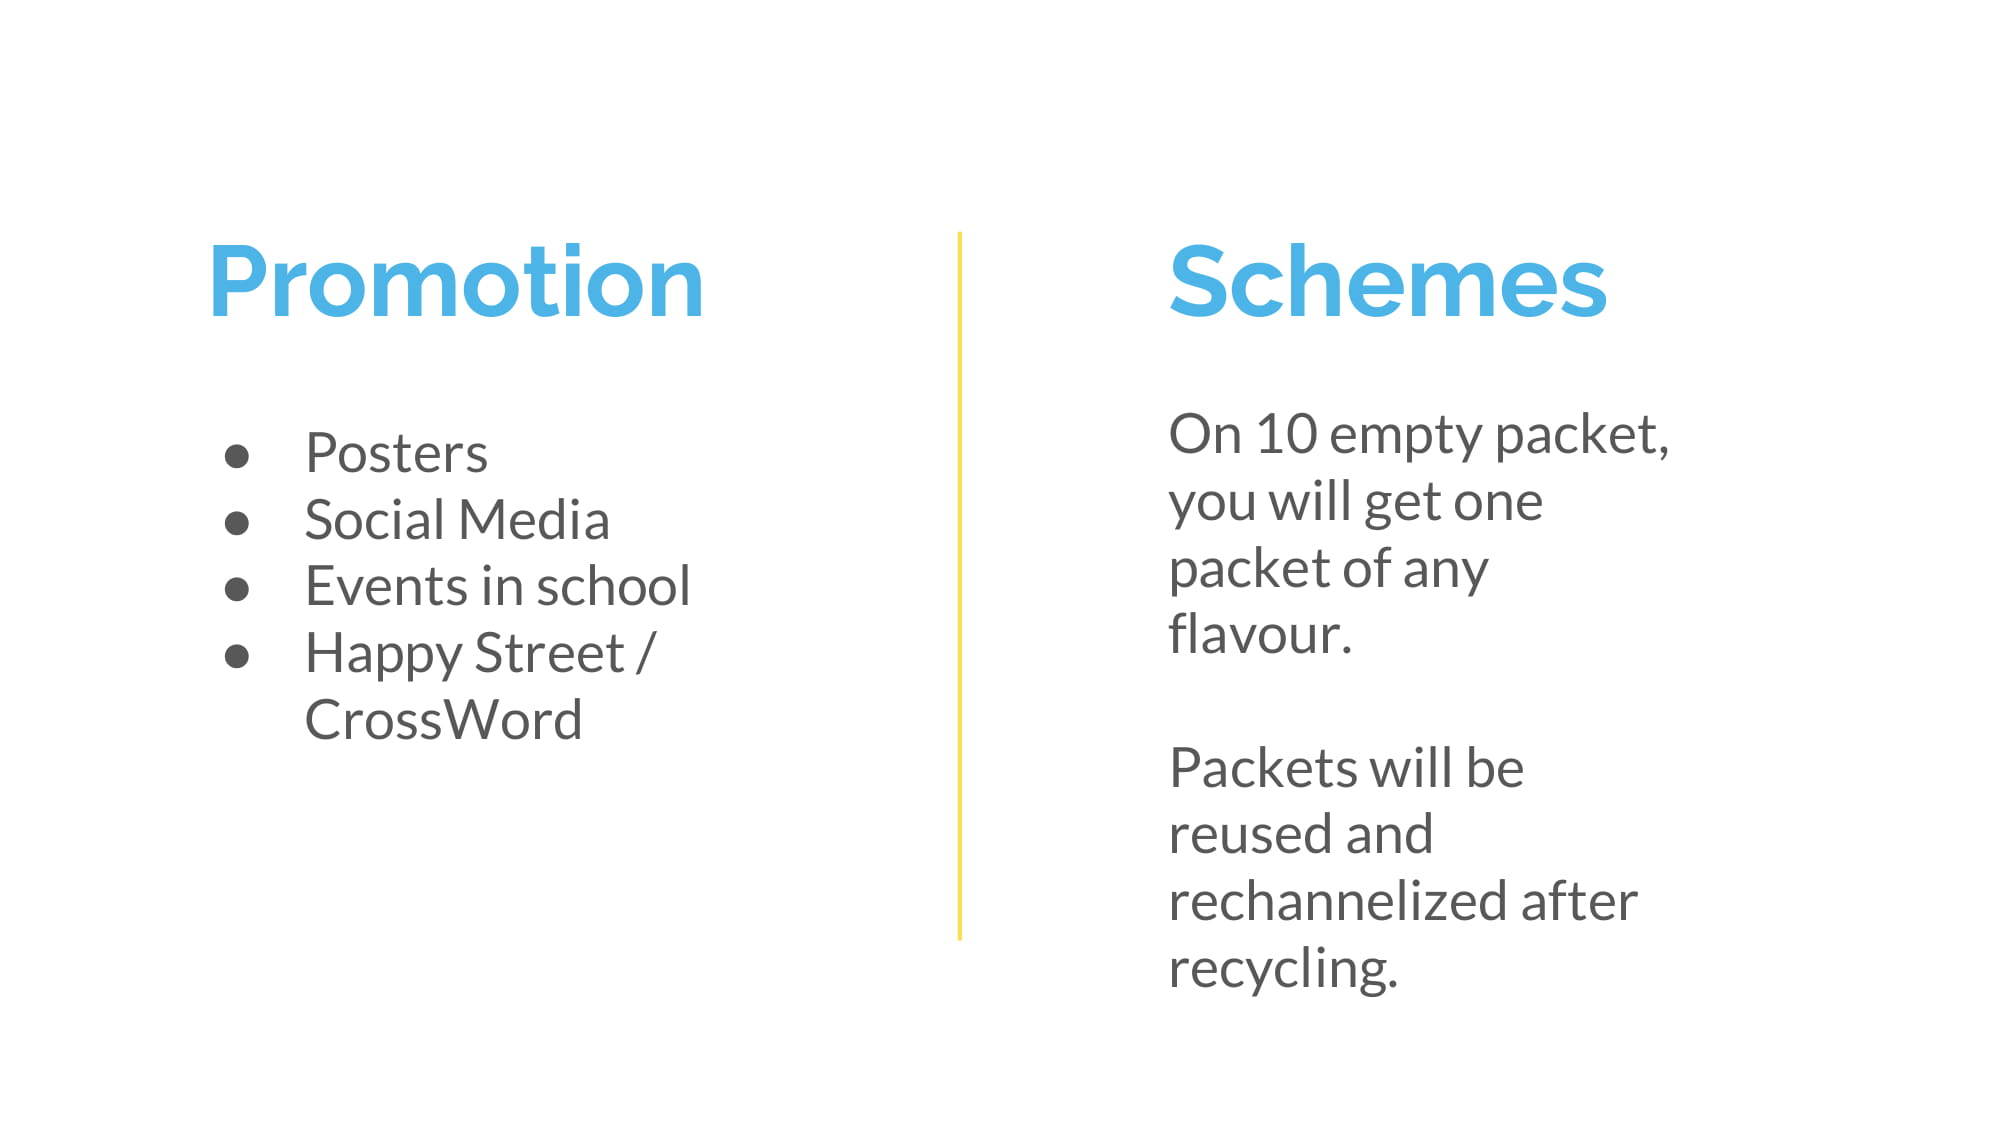 Promotion
● Posters
● Social Media
● Events in school
● Happy Street /
CrossWord
Schemes
On 10 empty packet,
you will get one
packet of any
flavour.
Packets will be
reused and
rechannelized after
recycling.